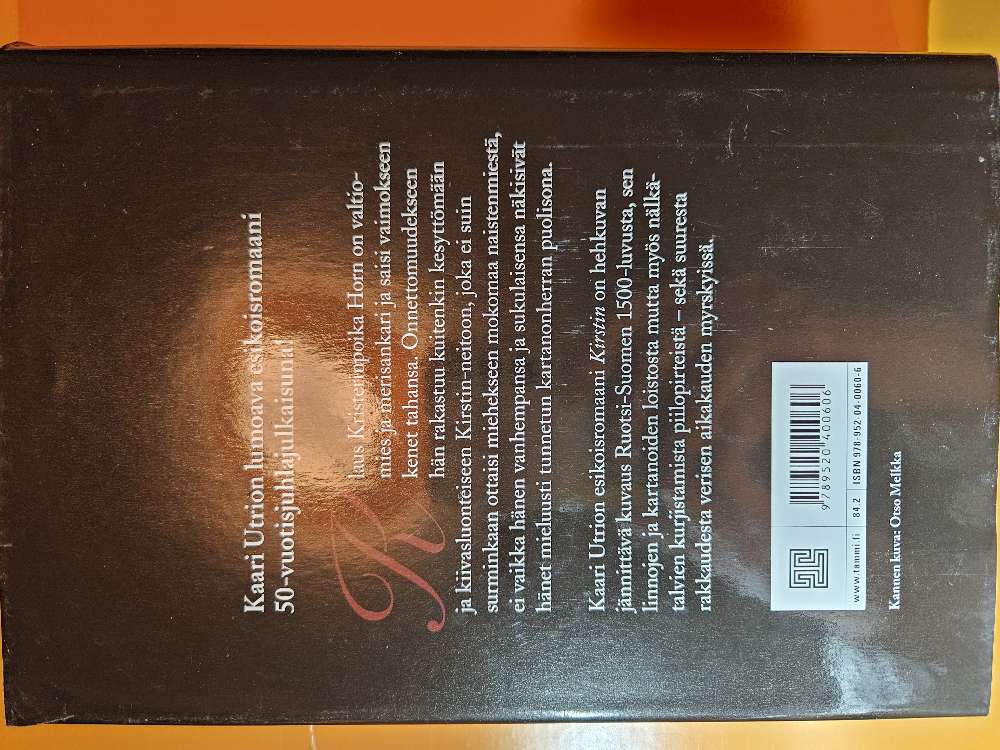 Kaari Utrion lumoava esikoisromaani
50-vuotisjuhlajulkaisuna!
Klaus Kristerinpoika Horn on valtio-
mies ja merisankari ja saisi vaimokseen
kenet tahansa. Onnettomuudekseen
hän rakastuu kuitenkin kesyttömään
ja kiivasluonteiseen Kirstin-neitoon, joka ei suin
surminkaan ottaisi miehekseen mokomaa naistenmiestä,
ei vaikka hänen vanhempansa ja sukulaisensa näkisivät
hänet mieluusti tunnetun kartanonherran puolisona.
Kaari Utrion esikoisromaani Kirstin on hehkuvan
jännittävä kuvaus Ruotsi-Suomen 1500-luvusta, sen
linnojen ja kartanoiden loistosta mutta myös nälkä-
talvien kurjistamista piilopirteistä – sekä suuresta
rakkaudesta verisen aikakauden myrskyissä.
9 789520 400606
www.tammi.fi 84.2 ISBN 978-952-04-0060-6
Kannen kuva: Otso Melkka